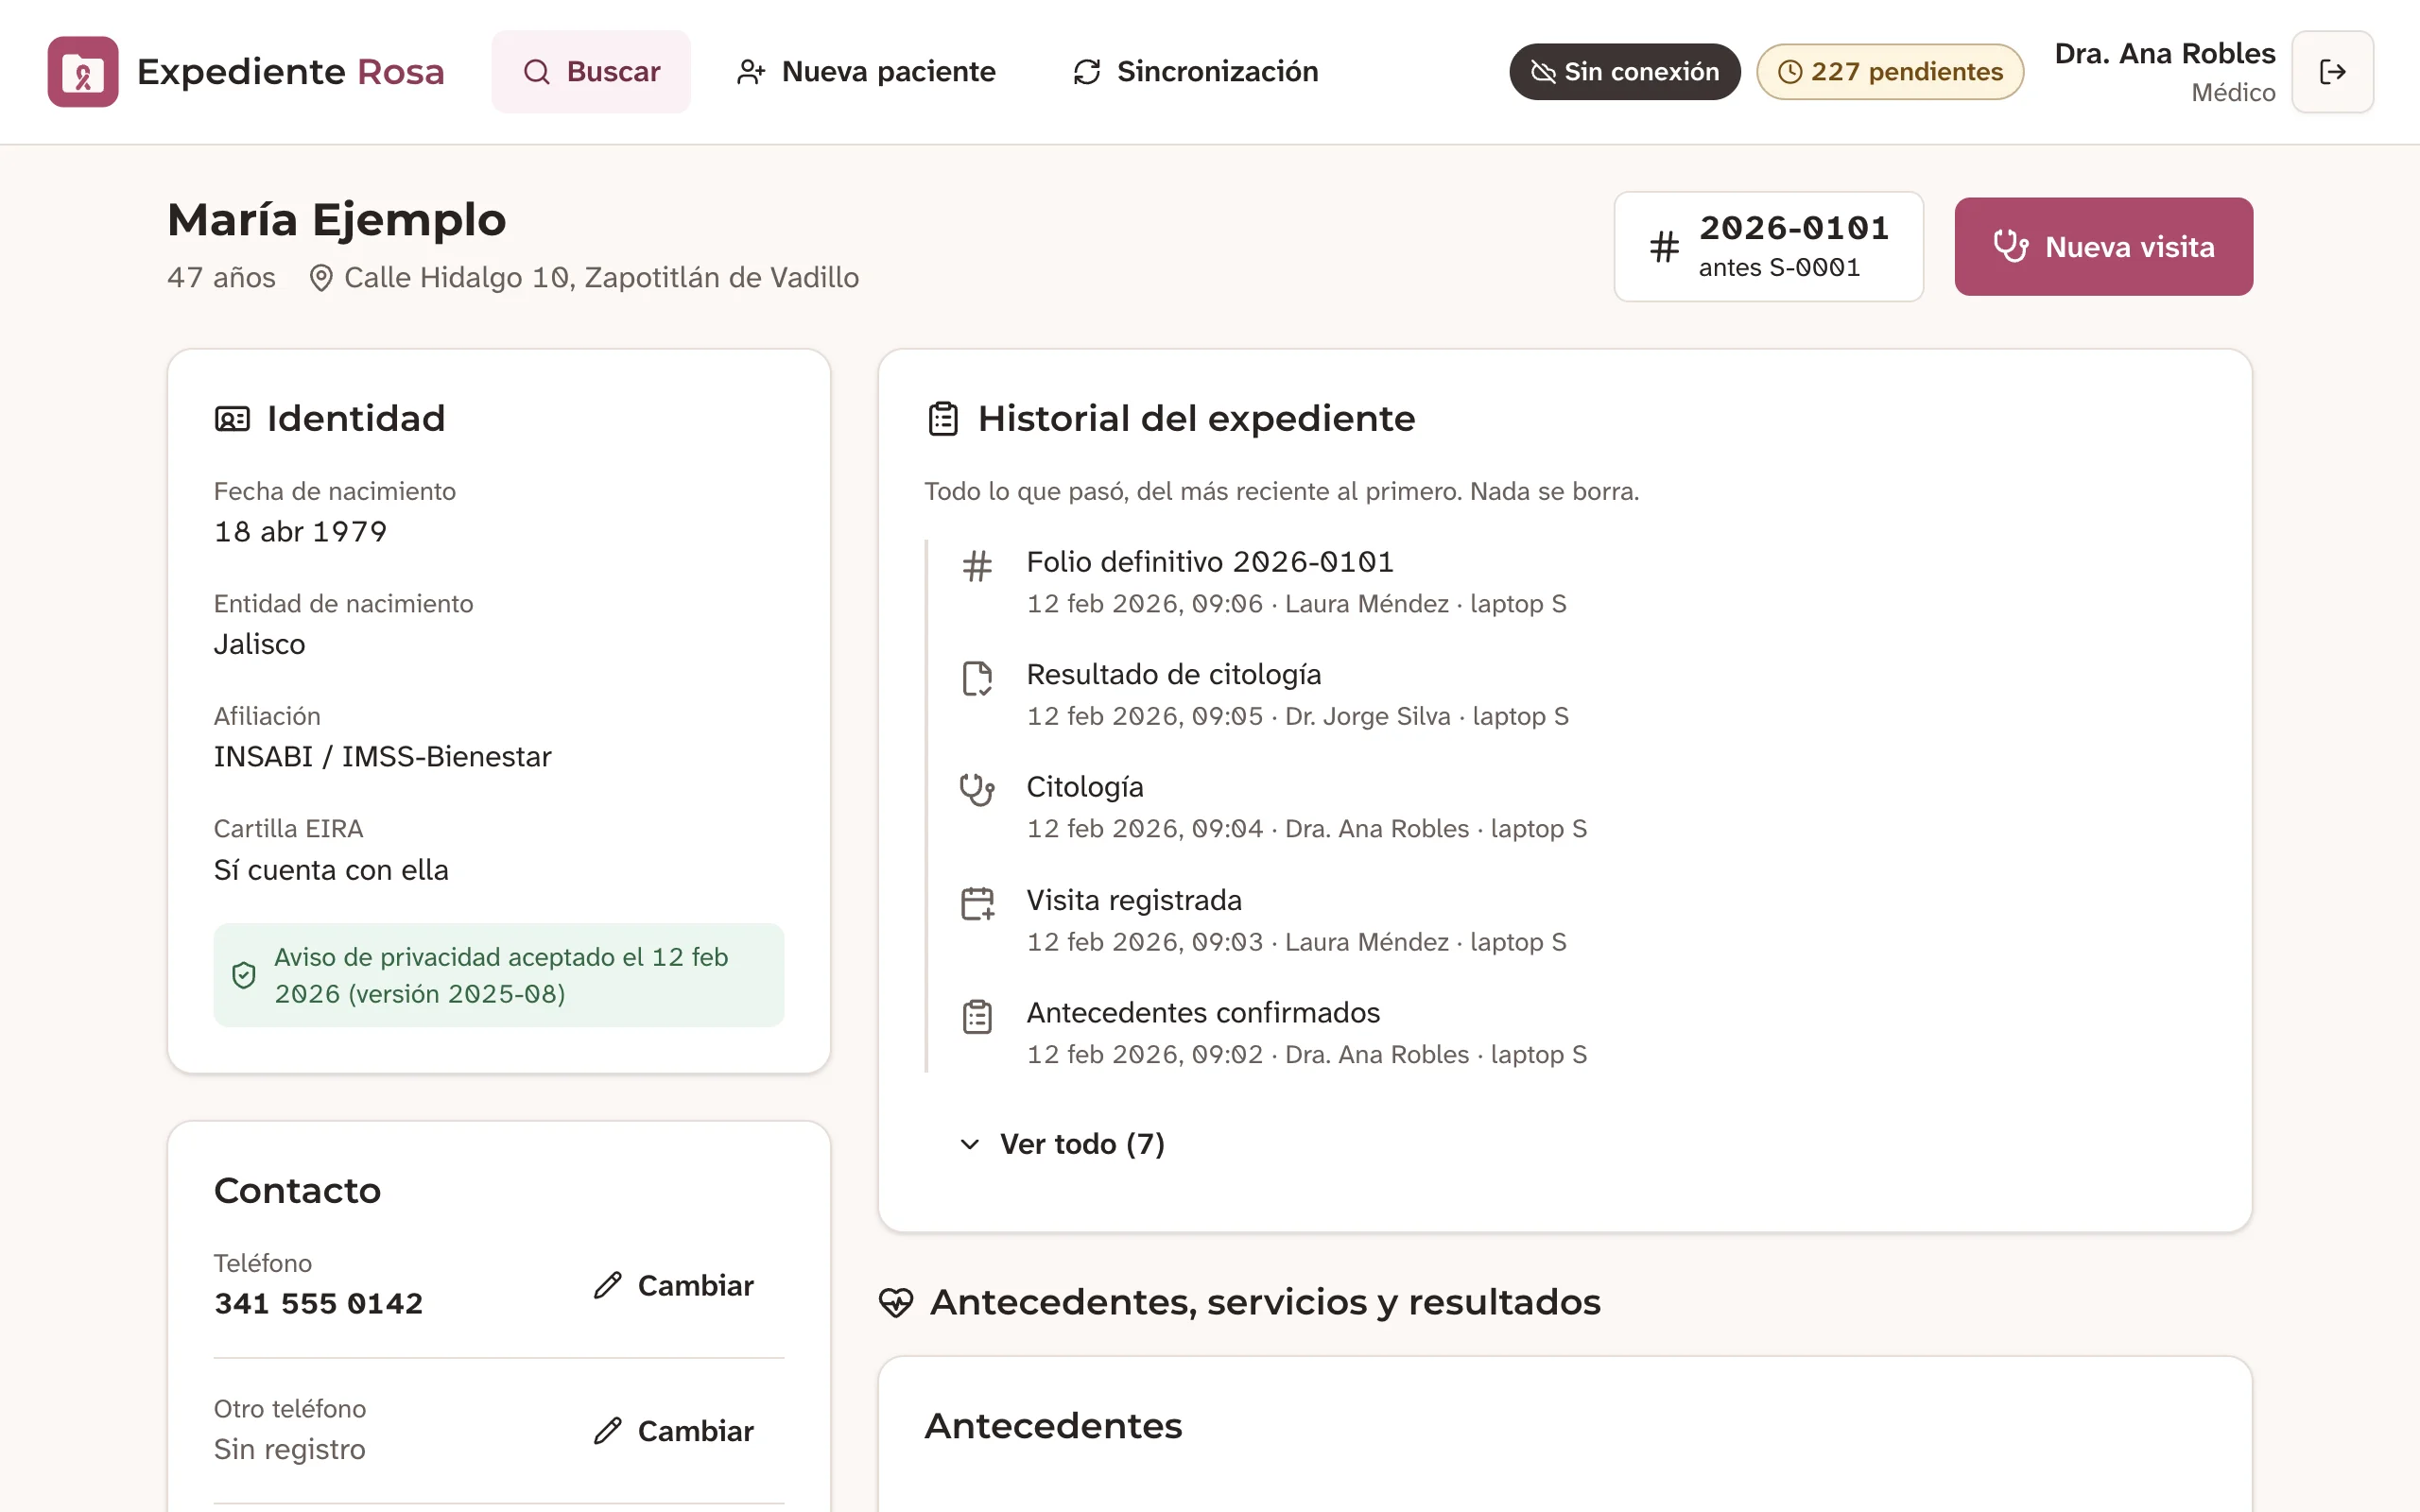 Expediente Rosa
Buscar
Nueva paciente
Sincronización
Sin conexión
227 pendientes
Dra. Ana Robles
Médico
María Ejemplo
47 años
Calle Hidalgo 10, Zapotitlán de Vadillo
2026-0101
antes S-0001
Nueva visita
Identidad
Fecha de nacimiento
18 abr 1979
Entidad de nacimiento
Jalisco
Afiliación
INSABI / IMSS-Bienestar
Cartilla EIRA
Sí cuenta con ella
Aviso de privacidad aceptado el 12 feb
2026 (versión 2025-08)
Contacto
Teléfono
341 555 0142
Cambiar
Otro teléfono
Sin registro
Cambiar
Historial del expediente
Todo lo que pasó, del más reciente al primero. Nada se borra.
Folio definitivo 2026-0101
12 feb 2026, 09:06 · Laura Méndez · laptop S
Resultado de citología
12 feb 2026, 09:05 · Dr. Jorge Silva · laptop S
Citología
12 feb 2026, 09:04 · Dra. Ana Robles · laptop S
Visita registrada
12 feb 2026, 09:03 · Laura Méndez · laptop S
Antecedentes confirmados
12 feb 2026, 09:02 · Dra. Ana Robles · laptop S
Ver todo (7)
Antecedentes, servicios y resultados
Antecedentes